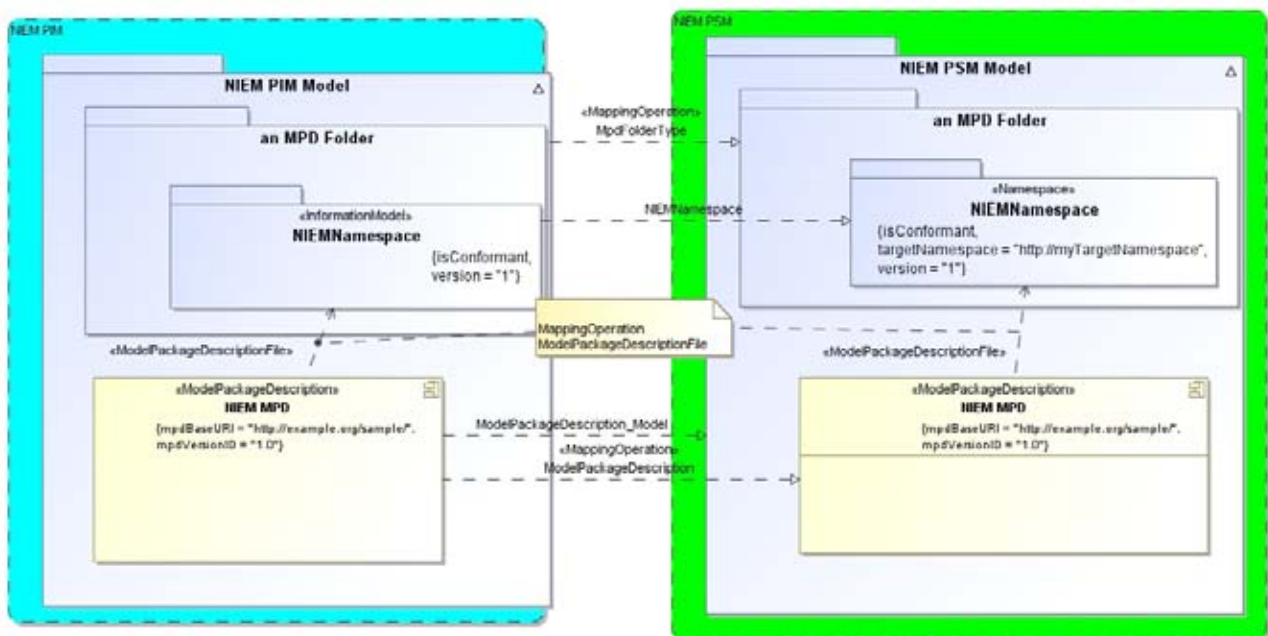 NIEM PIM
NIEM PIM Model
an MPD Folder
«InformationModel»
NIEMNamespace
{isConformant,
version = "1"}
«ModelPackageDescriptionFile»
«ModelPackageDescription»
NIEM MPD
{mpdBaseURI = "http://example.org/sample/",
mpdVersionID = "1.0"}
«MappingOperation»
MpdFolderType
NIEMNamespace
MappingOperation
ModelPackageDescriptionFile
ModelPackageDescription_Model
«MappingOperation»
ModelPackageDescription
NIEM PSM
NIEM PSM Model
an MPD Folder
«Namespace»
NIEMNamespace
{isConformant,
targetNamespace = "http://myTargetNamespace",
version = "1"}
«ModelPackageDescriptionFile»
«ModelPackageDescription»
NIEM MPD
{mpdBaseURI = "http://example.org/sample/",
mpdVersionID = "1.0"}